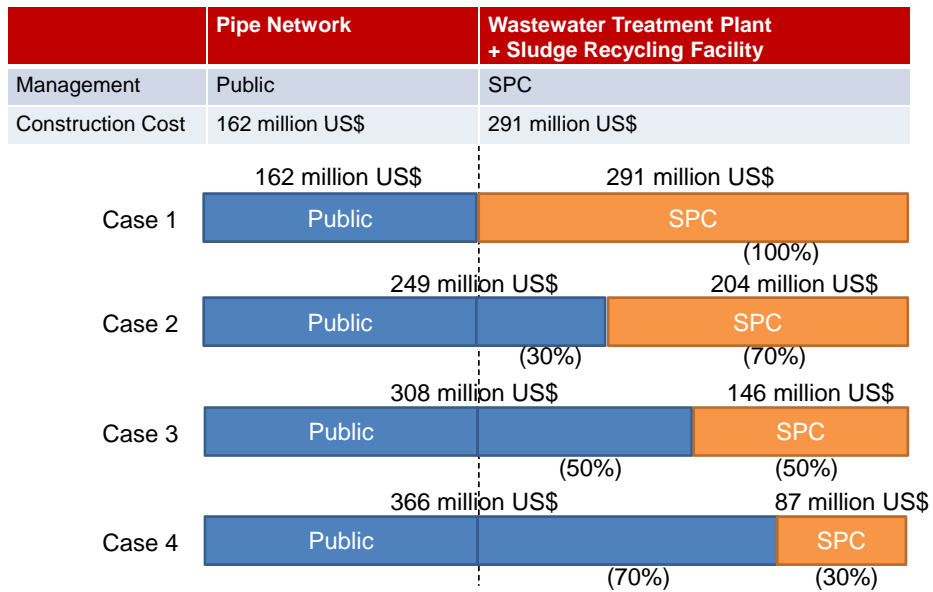 Pipe Network
Wastewater Treatment Plant
+ Sludge Recycling Facility
Management
Public
SPC
Construction Cost
162 million US$
291 million US$
162 million US$
291 million US$
Case 1
Public
SPC
(100%)
249 million US$
204 million US$
Case 2
Public
SPC
(30%)
(70%)
308 million US$
146 million US$
Case 3
Public
SPC
(50%)
(50%)
366 million US$
87 million US$
Case 4
Public
SPC
(70%)
(30%)